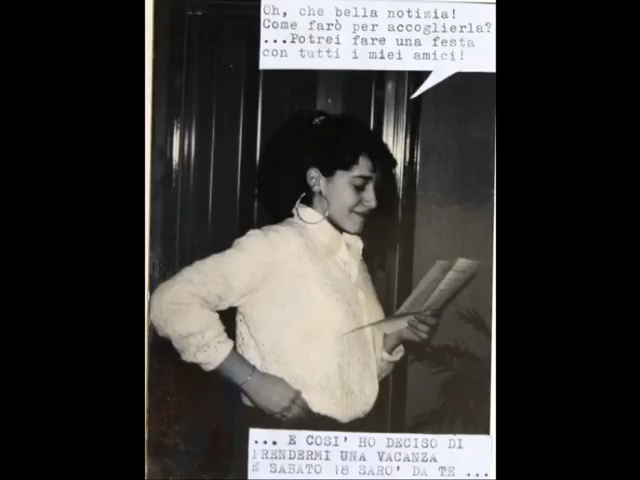 Oh, che bella notizia!
Come farò per accoglierla?
...Potrei fare una festa
con tutti i miei amici!
... E COSI' HO DECISO DI
PRENDERMI UNA VACANZA
E SABATO 18 SARO' DA TE ...